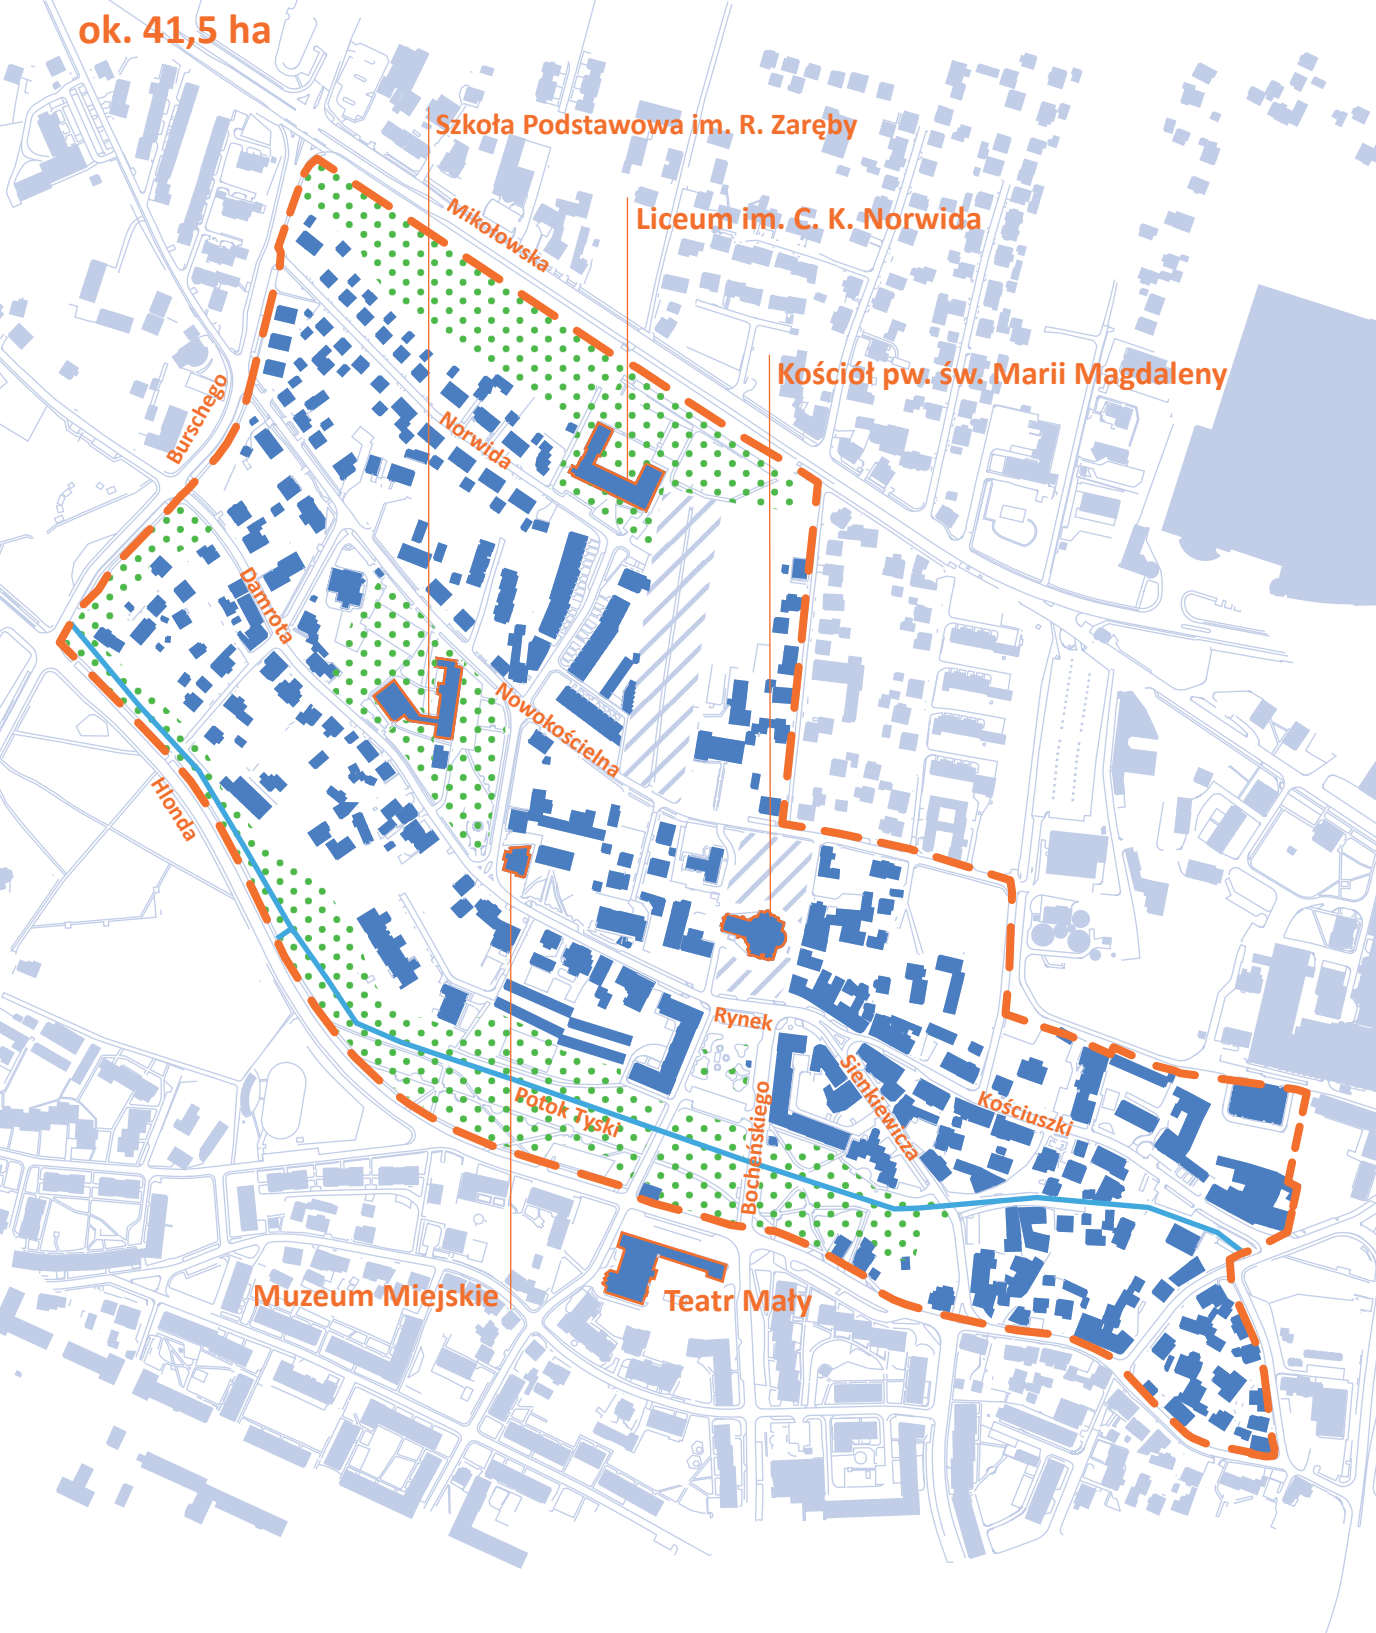 ok. 41,5 ha
Szkoła Podstawowa im. R. Zaręby
Mikołowska
Liceum im. C. K. Norwida
Kościół pw. św. Marii Magdaleny
Burschego
Norwida
Damrota
Nowokościelna
Hlonda
Rynek
Sienkiewicza
Kościuszki
Potok Tyski
Bocheńskiego
Muzeum Miejskie
Teatr Mały